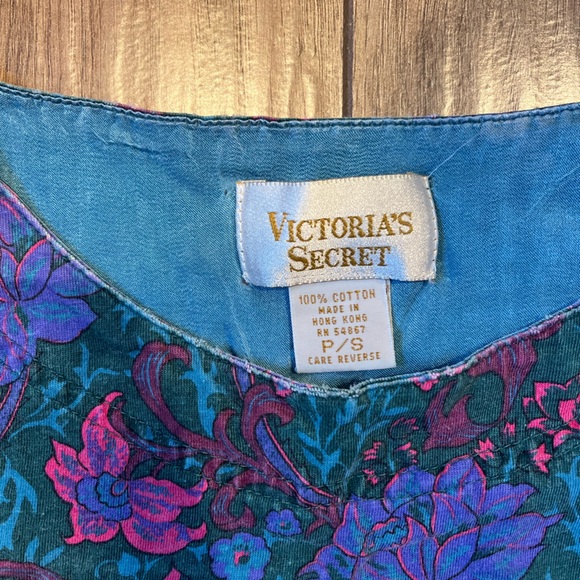 VICTORIA'S
SECRET
100% COTTON
MADE IN
HONG KONG
RN 54867
P/S
CARE REVERSE